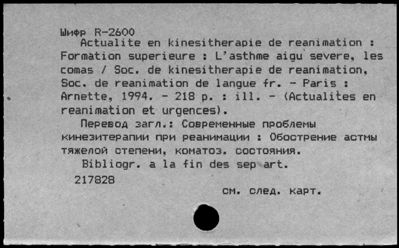 Шифр R-2600
Actualite en kinesitherapie de reanimation :
Formation superieure : L'asthme aigu severe, les
comas / Soc. de kinesitherapie de reanimation,
Soc. de reanimation de langue fr. - Paris :
Arnette, 1994. - 218 p. : ill. - (Actualites en
reanimation et urgences).
Перевод загл.: Современные проблемы
кинезитерапии при реанимации : Обострение астмы
тяжелой степени, коматоз. состояния.
Bibliogr. a la fin des sep art.
217828
см. след. карт.